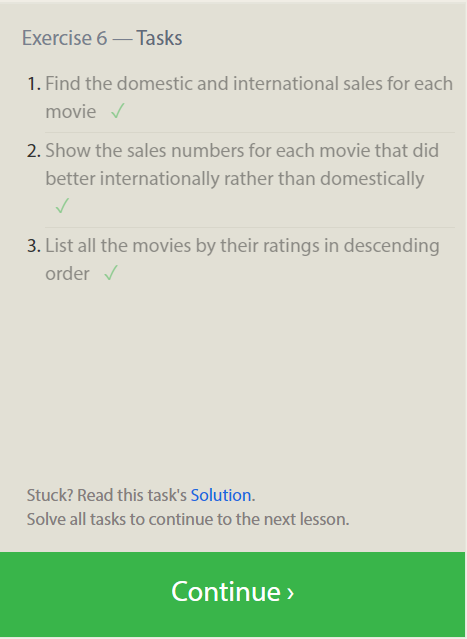 Exercise 6 — Tasks
1. Find the domestic and international sales for each
movie ✓
2. Show the sales numbers for each movie that did
better internationally rather than domestically
✓
3. List all the movies by their ratings in descending
order ✓
Stuck? Read this task's Solution.
Solve all tasks to continue to the next lesson.
Continue ›